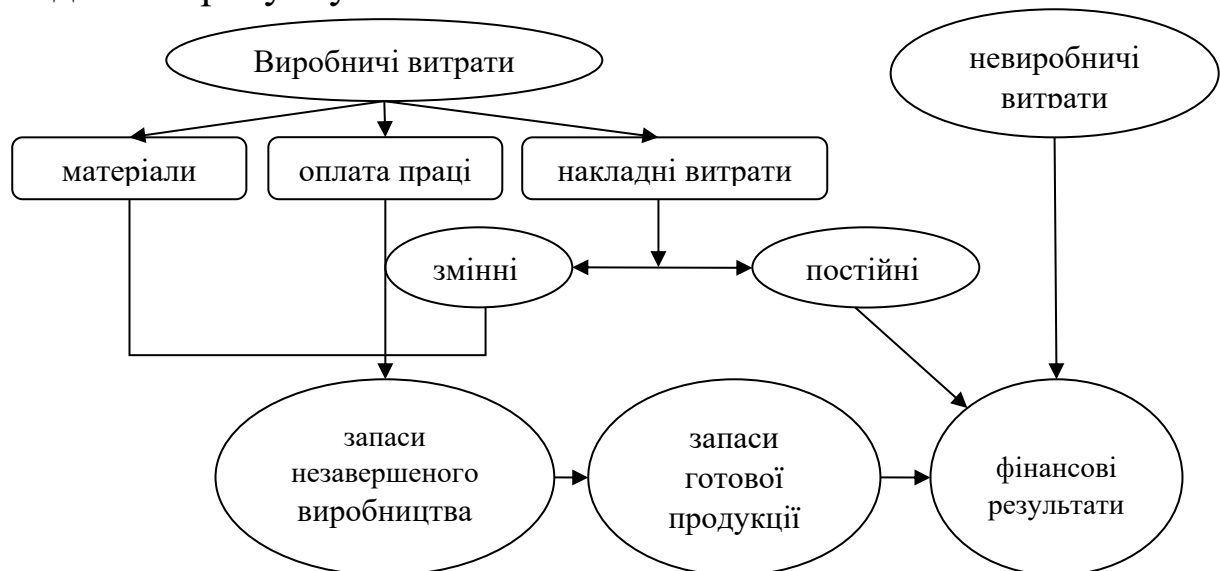 Виробничі витрати
невиробничі
витрати
матеріали
оплата праці
накладні витрати
змінні
постійні
запаси
незавершеного
виробництва
запаси
готової
продукції
фінансові
результати